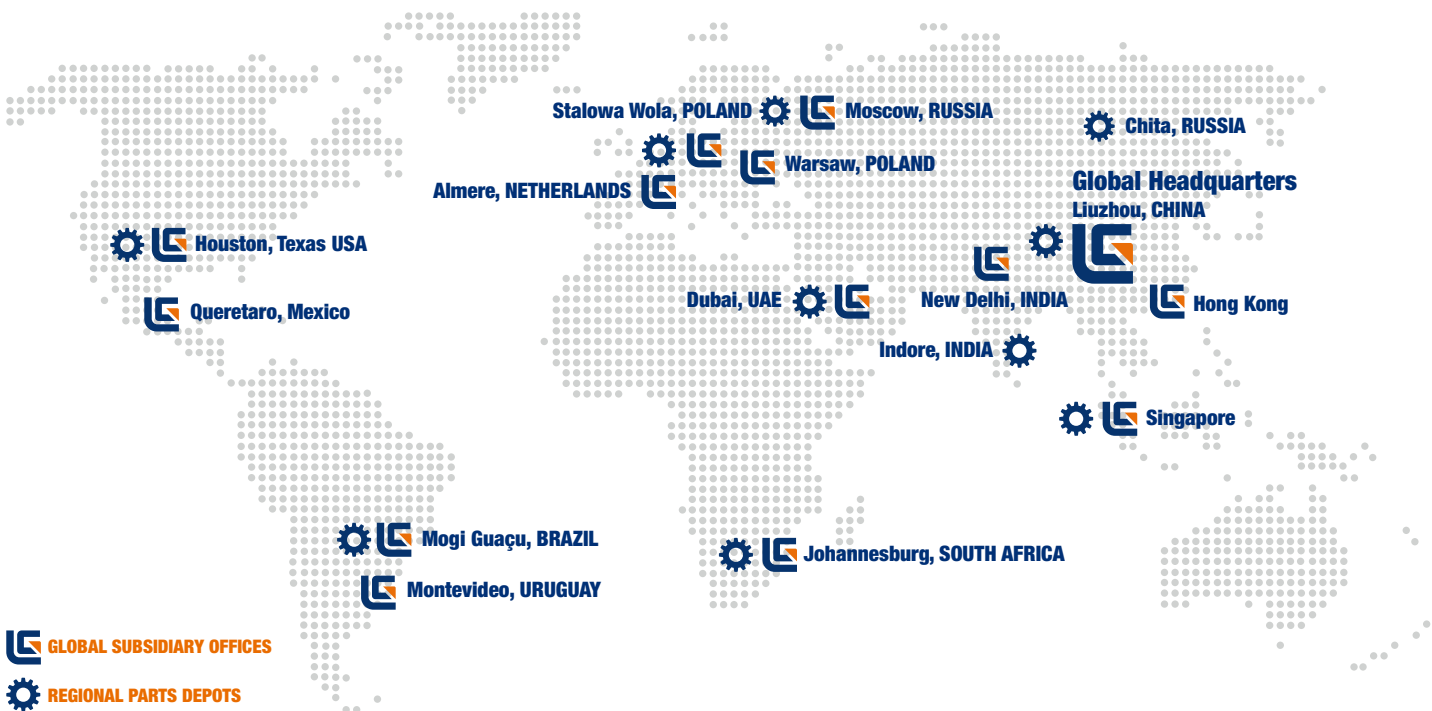 Stalowa Wola, POLAND
Moscow, RUSSIA
Chita, RUSSIA
Warsaw, POLAND
Almere, NETHERLANDS
Global Headquarters
Liuzhou, CHINA
Houston, Texas USA
Queretaro, Mexico
Dubai, UAE
New Delhi, INDIA
Hong Kong
Indore, INDIA
Singapore
Mogi Guaçu, BRAZIL
Johannesburg, SOUTH AFRICA
Montevideo, URUGUAY
GLOBAL SUBSIDIARY OFFICES
REGIONAL PARTS DEPOTS